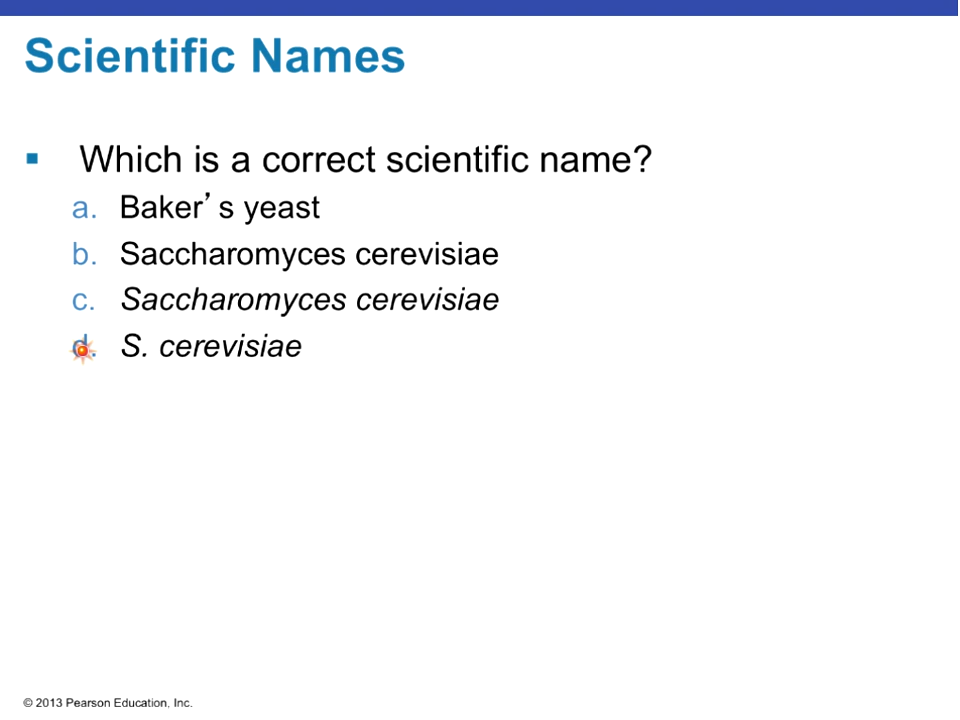 Scientific Names
▪ Which is a correct scientific name?
a. Baker’s yeast
b. Saccharomyces cerevisiae
c. Saccharomyces cerevisiae
d. S. cerevisiae
© 2013 Pearson Education, Inc.